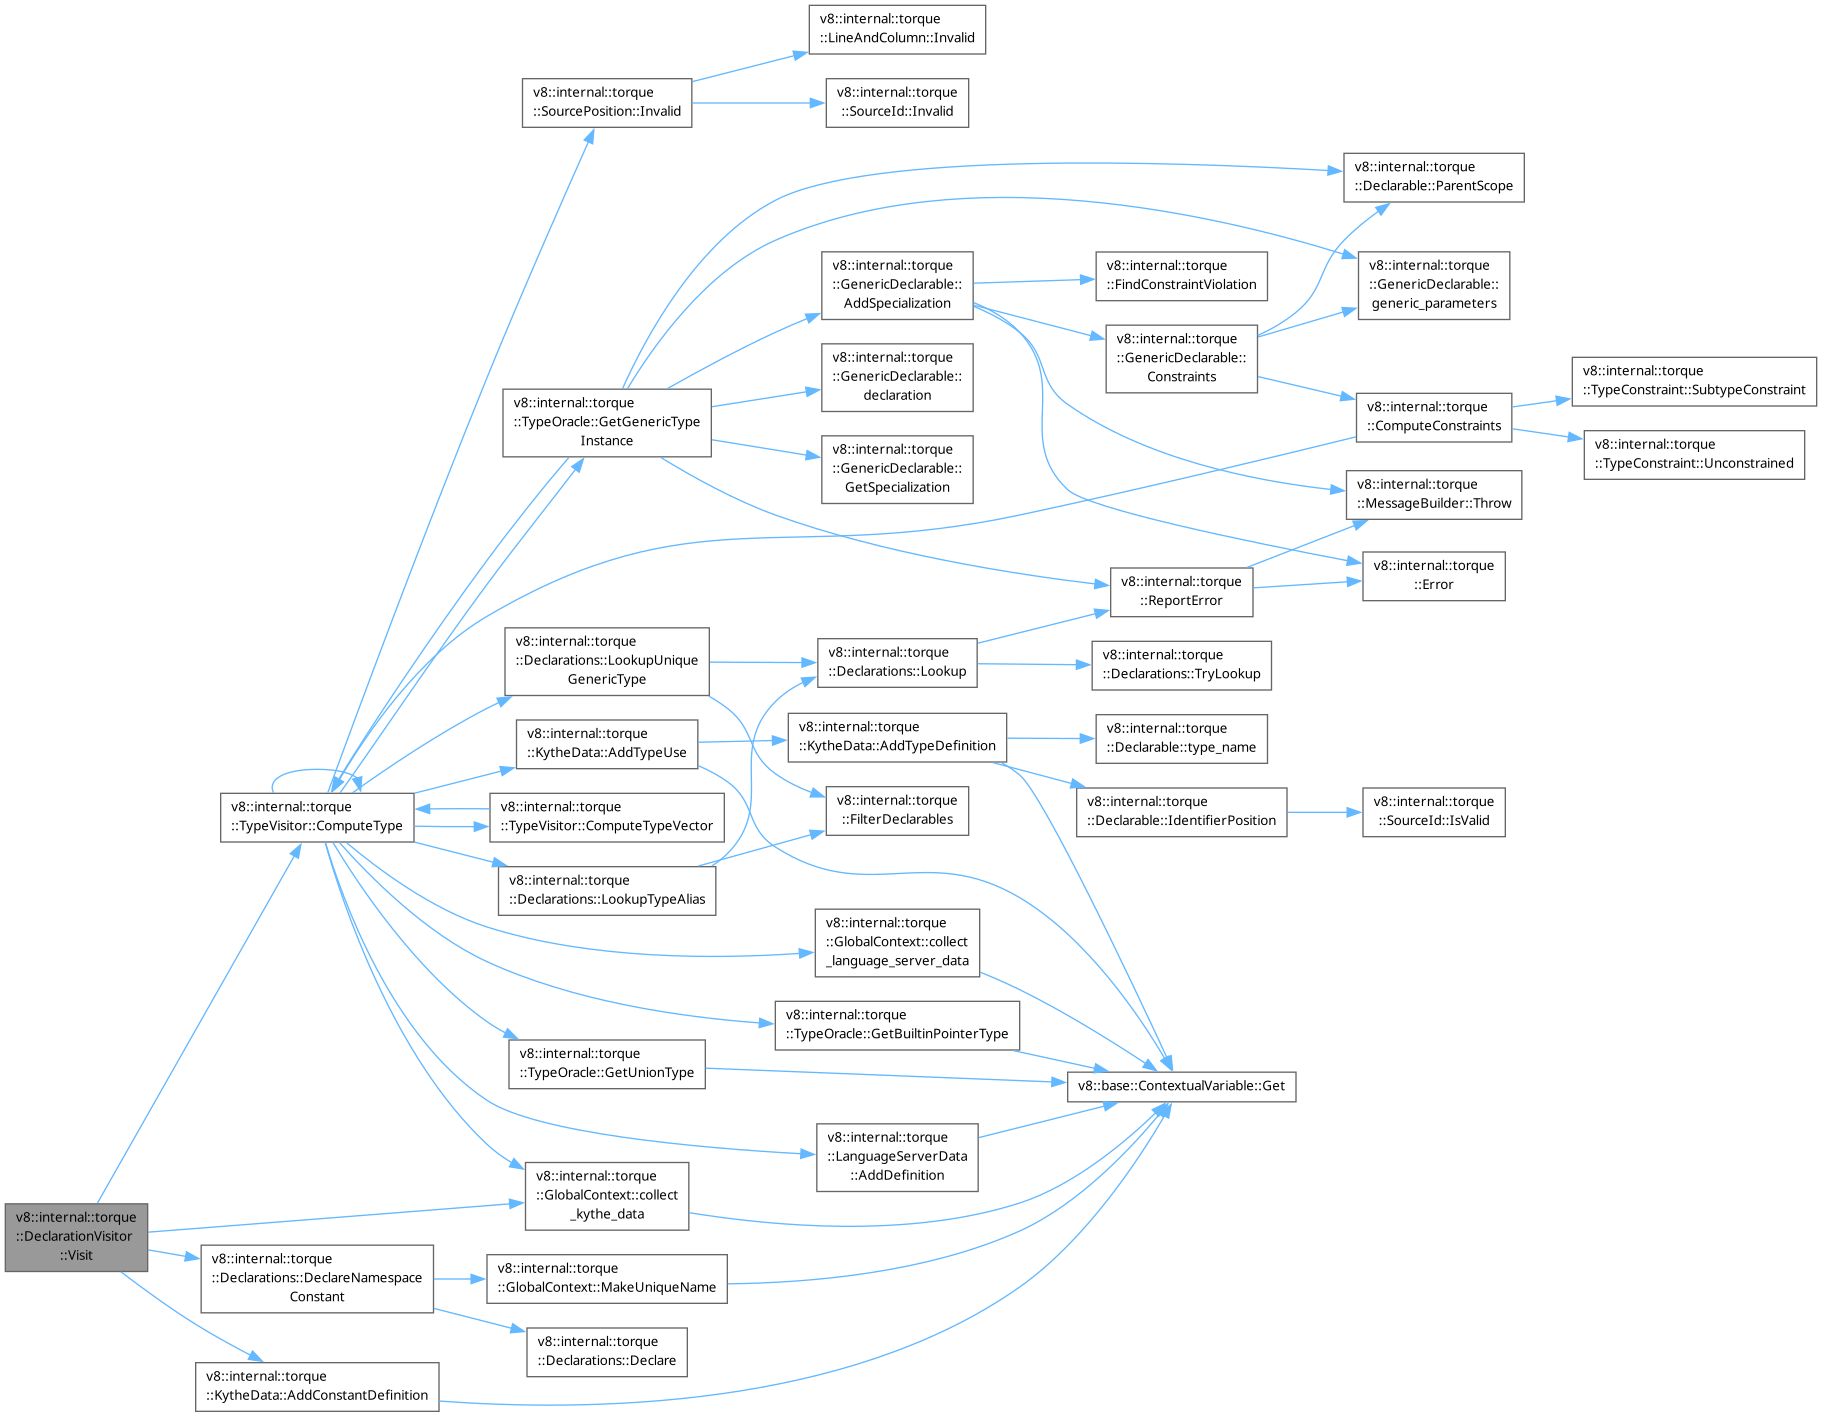 v8::internal::torque
::LineAndColumn::Invalid
v8::internal::torque
::SourcePosition::Invalid
v8::internal::torque
::SourceId::Invalid
v8::internal::torque
::Declarable::ParentScope
v8::internal::torque
::GenericDeclarable::
AddSpecialization
v8::internal::torque
::FindConstraintViolation
v8::internal::torque
::GenericDeclarable::
generic_parameters
v8::internal::torque
::GenericDeclarable::
Constraints
v8::internal::torque
::GenericDeclarable::
declaration
v8::internal::torque
::TypeConstraint::SubtypeConstraint
v8::internal::torque
::TypeOracle::GetGenericType
Instance
v8::internal::torque
::ComputeConstraints
v8::internal::torque
::TypeConstraint::Unconstrained
v8::internal::torque
::GenericDeclarable::
GetSpecialization
v8::internal::torque
::MessageBuilder::Throw
v8::internal::torque
::Error
v8::internal::torque
::ReportError
v8::internal::torque
::Declarations::LookupUnique
GenericType
v8::internal::torque
::Declarations::Lookup
v8::internal::torque
::Declarations::TryLookup
v8::internal::torque
::KytheData::AddTypeUse
v8::internal::torque
::KytheData::AddTypeDefinition
v8::internal::torque
::Declarable::type_name
v8::internal::torque
::TypeVisitor::ComputeType
v8::internal::torque
::TypeVisitor::ComputeTypeVector
v8::internal::torque
::FilterDeclarables
v8::internal::torque
::Declarable::IdentifierPosition
v8::internal::torque
::SourceId::IsValid
v8::internal::torque
::Declarations::LookupTypeAlias
v8::internal::torque
::GlobalContext::collect
_language_server_data
v8::internal::torque
::TypeOracle::GetBuiltinPointerType
v8::internal::torque
::TypeOracle::GetUnionType
v8::base::ContextualVariable::Get
v8::internal::torque
::LanguageServerData
::AddDefinition
v8::internal::torque
::GlobalContext::collect
_kythe_data
v8::internal::torque
::DeclarationVisitor
::Visit
v8::internal::torque
::Declarations::DeclareNamespace
Constant
v8::internal::torque
::GlobalContext::MakeUniqueName
v8::internal::torque
::Declarations::Declare
v8::internal::torque
::KytheData::AddConstantDefinition